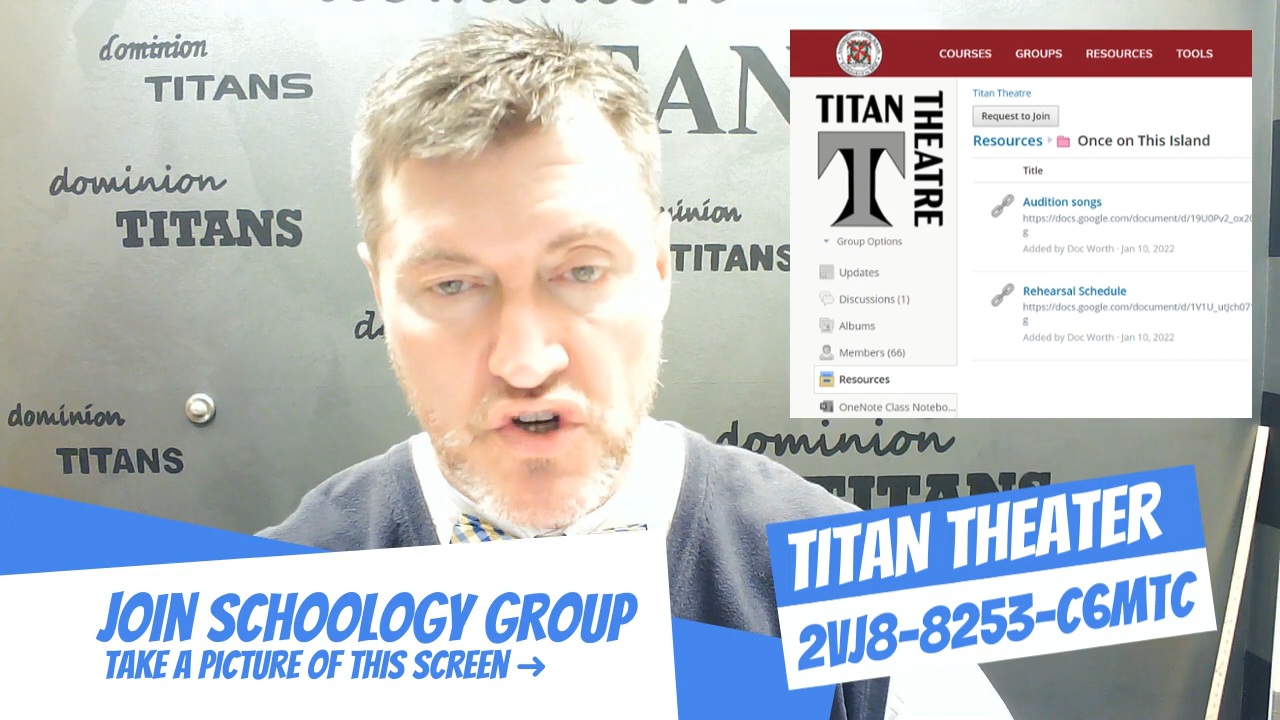 dominion
TITANS
dominion
TITANS
dominion
TITANS
TITANS
dominion
TITANS
COURSES GROUPS RESOURCES TOOLS
TITAN
THEATRE
T
Group Options
Updates
Discussions (1)
Albums
Members (66)
Resources
OneNote Class Notebo...
Titan Theatre
Request to Join
Resources Once on This Island
Title
Audition songs
g
Added by Doc Worth · Jan 10, 2022
Rehearsal Schedule
g
Added by Doc Worth · Jan 10, 2022
JOIN SCHOOLOGY GROUP
TAKE A PICTURE OF THIS SCREEN →
TITAN THEATER
2VJ8-8253-C6MTC